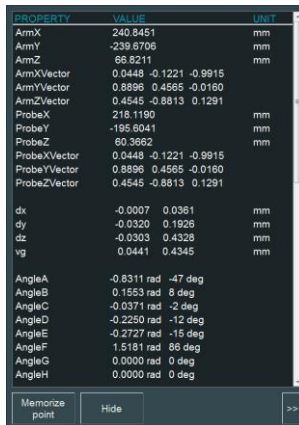 PROPERTY VALUE UNIT
ArmX 240.8451 mm
ArmY -239.6706 mm
ArmZ 66.8211 mm
ArmXVector 0.0448 -0.1221 -0.9915
ArmYVector 0.8896 0.4565 -0.0160
ArmZVector 0.4545 -0.8813 0.1291
ProbeX 218.1190 mm
ProbeY -195.6041 mm
ProbeZ 60.3662 mm
ProbeXVector 0.0448 -0.1221 -0.9915
ProbeYVector 0.8896 0.4565 -0.0160
ProbeZVector 0.4545 -0.8813 0.1291
dx -0.0007 0.0361 mm
dy -0.0320 0.1926 mm
dz -0.0303 0.4328 mm
vg 0.0441 0.4345 mm
AngleA -0.8311 rad -47 deg
AngleB 0.1553 rad 8 deg
AngleC -0.0371 rad -2 deg
AngleD -0.2250 rad -12 deg
AngleE -0.2727 rad -15 deg
AngleF 1.5181 rad 86 deg
AngleG 0.0000 rad 0 deg
AngleH 0.0000 rad 0 deg
Memorize point
Hide
>>